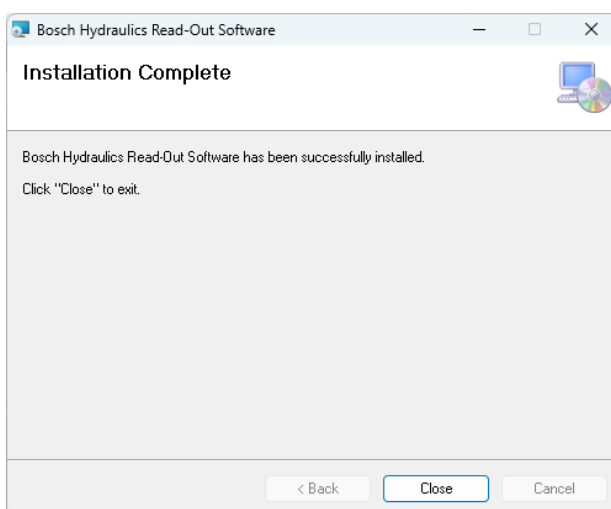 Bosch Hydraulics Read-Out Software
Installation Complete
Bosch Hydraulics Read-Out Software has been successfully installed.
Click "Close" to exit.
< Back
Close
Cancel